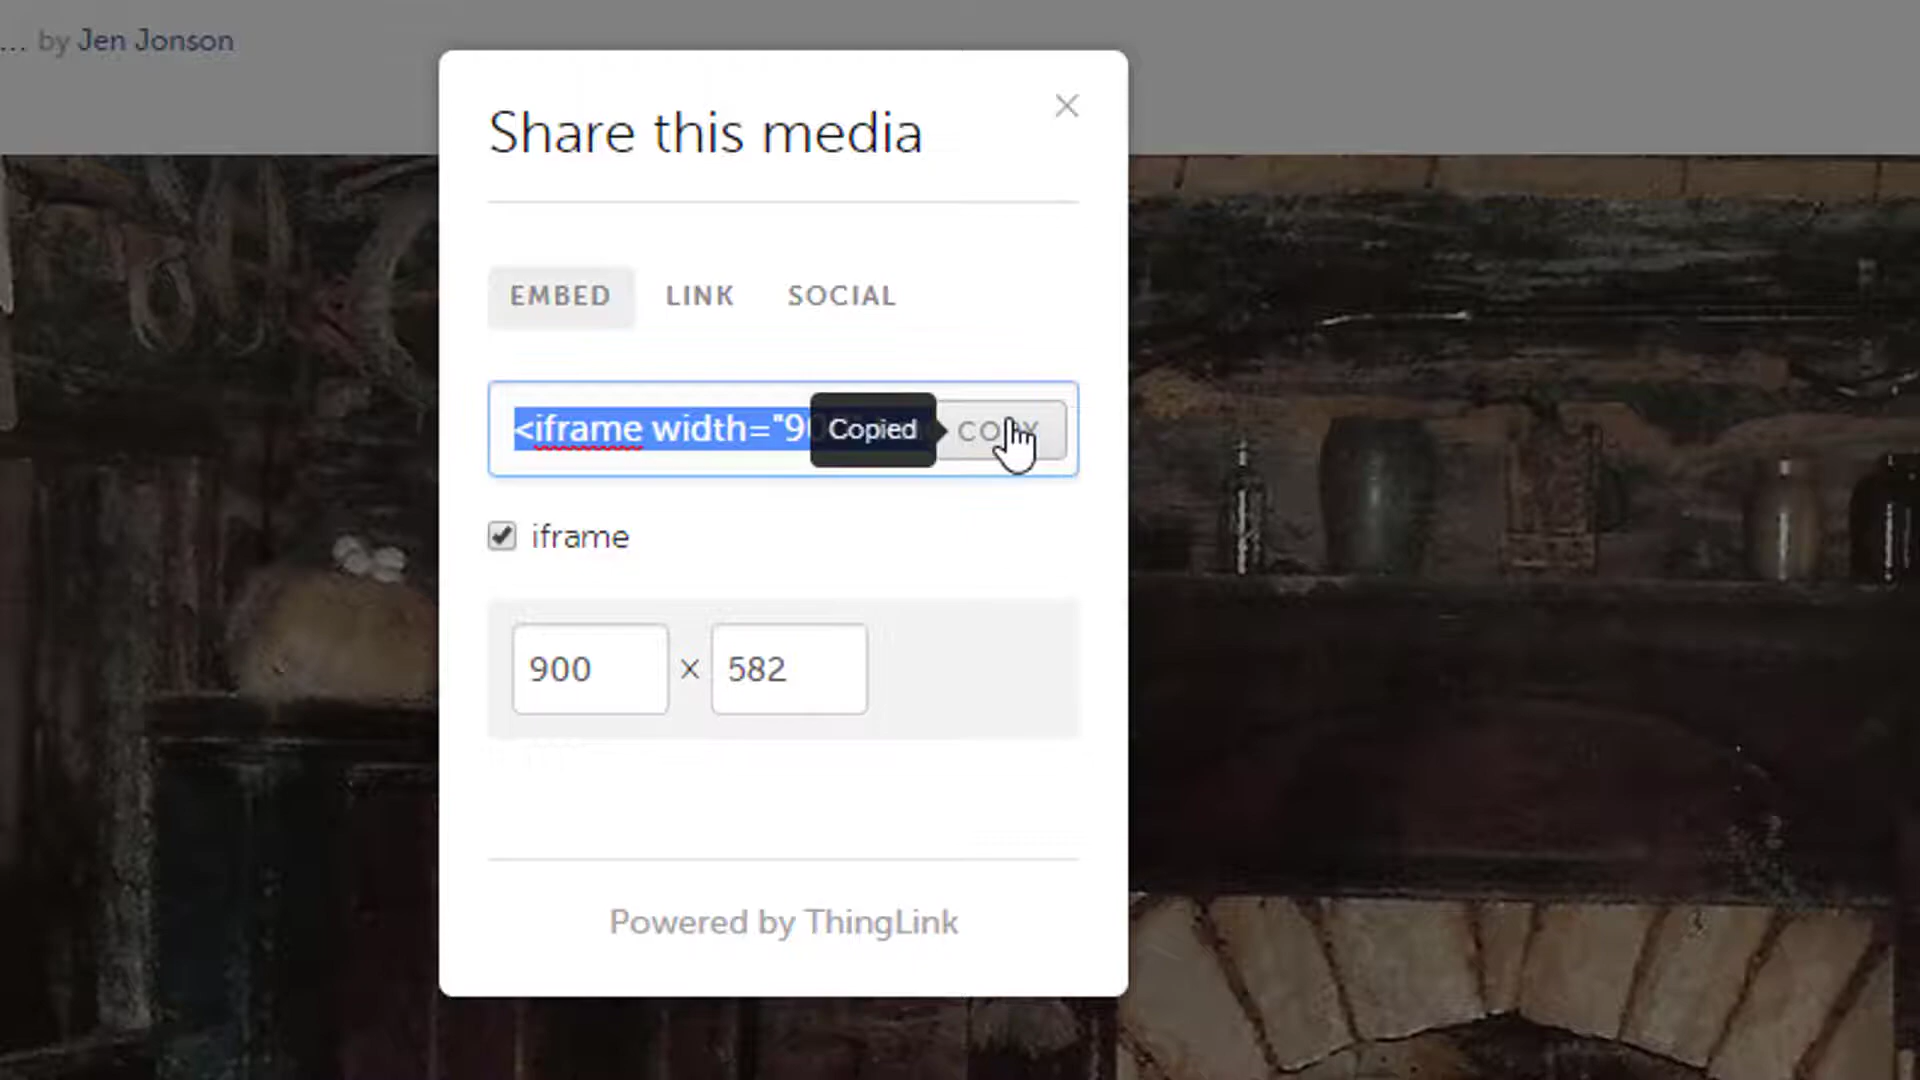 ... by Jen Jonson
Share this media
EMBED LINK SOCIAL
<iframe width="9 Copied COPY
iframe
900 × 582
Powered by ThingLink